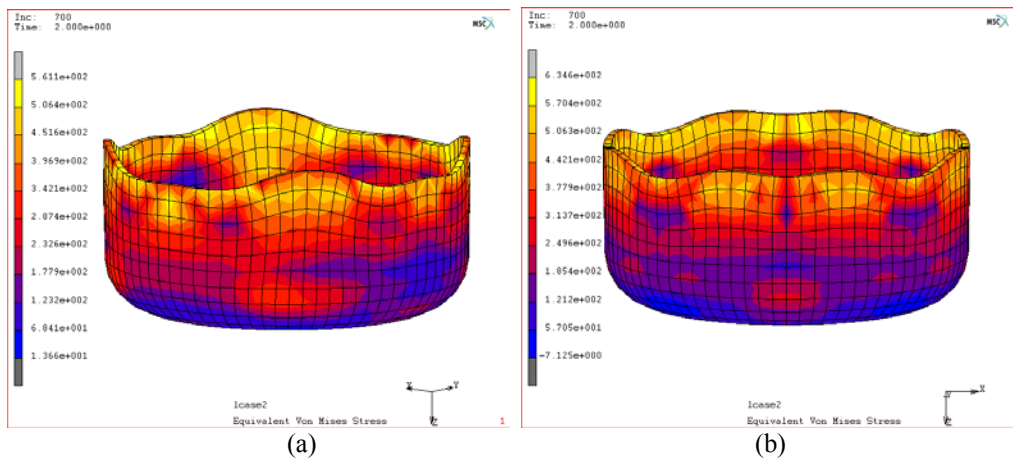 Inc: 700
Time: 2.000e+000
MSC
5.611e+002
5.064e+002
4.516e+002
3.969e+002
3.421e+002
2.874e+002
2.326e+002
1.779e+002
1.232e+002
6.841e+001
1.366e+001
X
Y
Z
lcase2
Equivalent Von Mises Stress
1
(a)
Inc: 700
Time: 2.000e+000
MSC
6.346e+002
5.704e+002
5.063e+002
4.421e+002
3.779e+002
3.137e+002
2.496e+002
1.854e+002
1.212e+002
5.705e+001
-7.125e+000
X
Z
lcase2
Equivalent Von Mises Stress
(b)